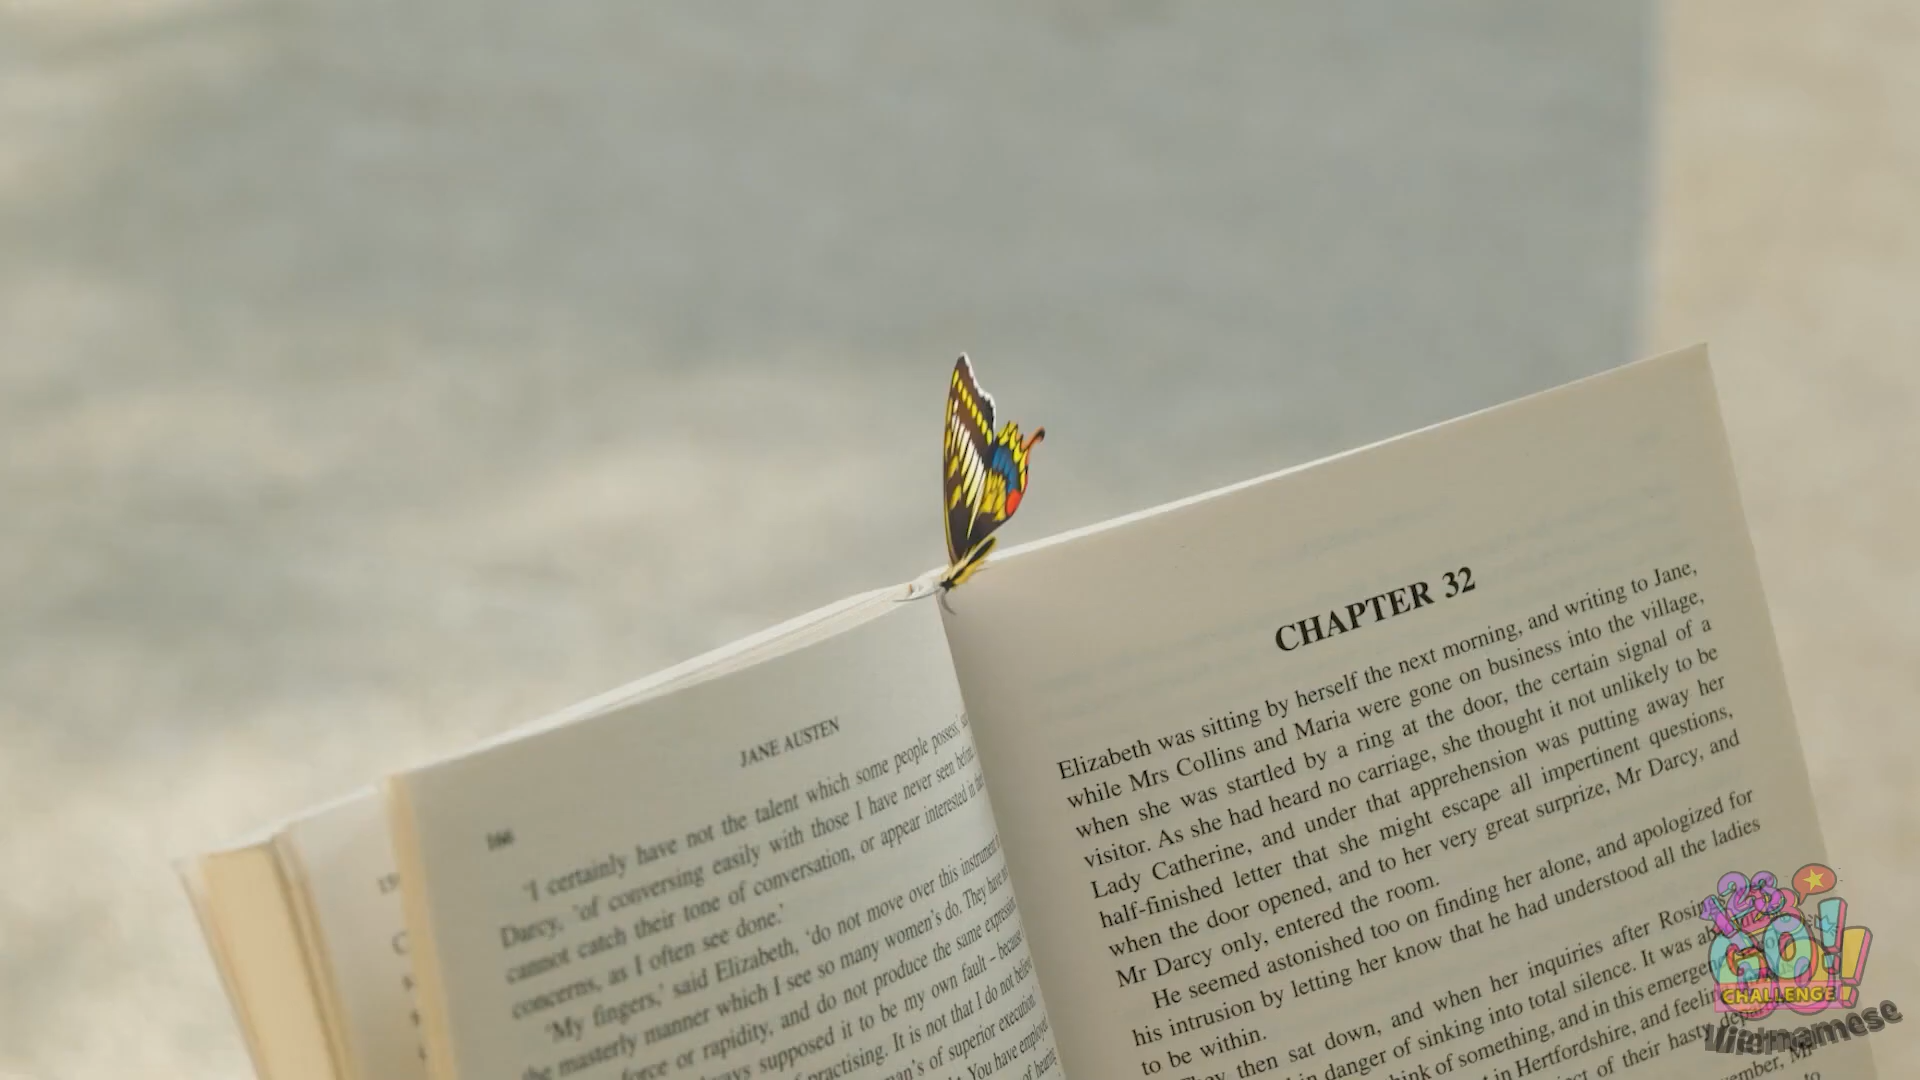 JANE AUSTEN
166
'I certainly have not the talent which some people possess,'
Darcy, 'of conversing easily with those I have never seen before.
cannot catch their tone of conversation, or appear interested in
concerns, as I often see done.'
'My fingers,' said Elizabeth, 'do not move over this instrument
the masterly manner which I see so many women's do. They have
force or rapidity, and do not produce the same expression.
always supposed it to be my own fault – because
practising. It is not that I do not believe
man's of superior execution.'
You have employed
of hearing
CHAPTER 32
Elizabeth was sitting by herself the next morning, and writing to Jane,
while Mrs Collins and Maria were gone on business into the village,
when she was startled by a ring at the door, the certain signal of a
visitor. As she had heard no carriage, she thought it not unlikely to be
Lady Catherine, and under that apprehension was putting away her
half-finished letter that she might escape all impertinent questions,
when the door opened, and to her very great surprise, Mr Darcy, and
Mr Darcy only, entered the room.
He seemed astonished too on finding her alone, and apologized for
his intrusion by letting her know that he had understood all the ladies
to be within.
They then sat down, and when her inquiries after Rosings
in danger of sinking into total silence. It was
think of something, and in this emergence
in Hertfordshire, and feeling
of their hasty
Mr
to
123
GO!
CHALLENGE!
Vietnamese